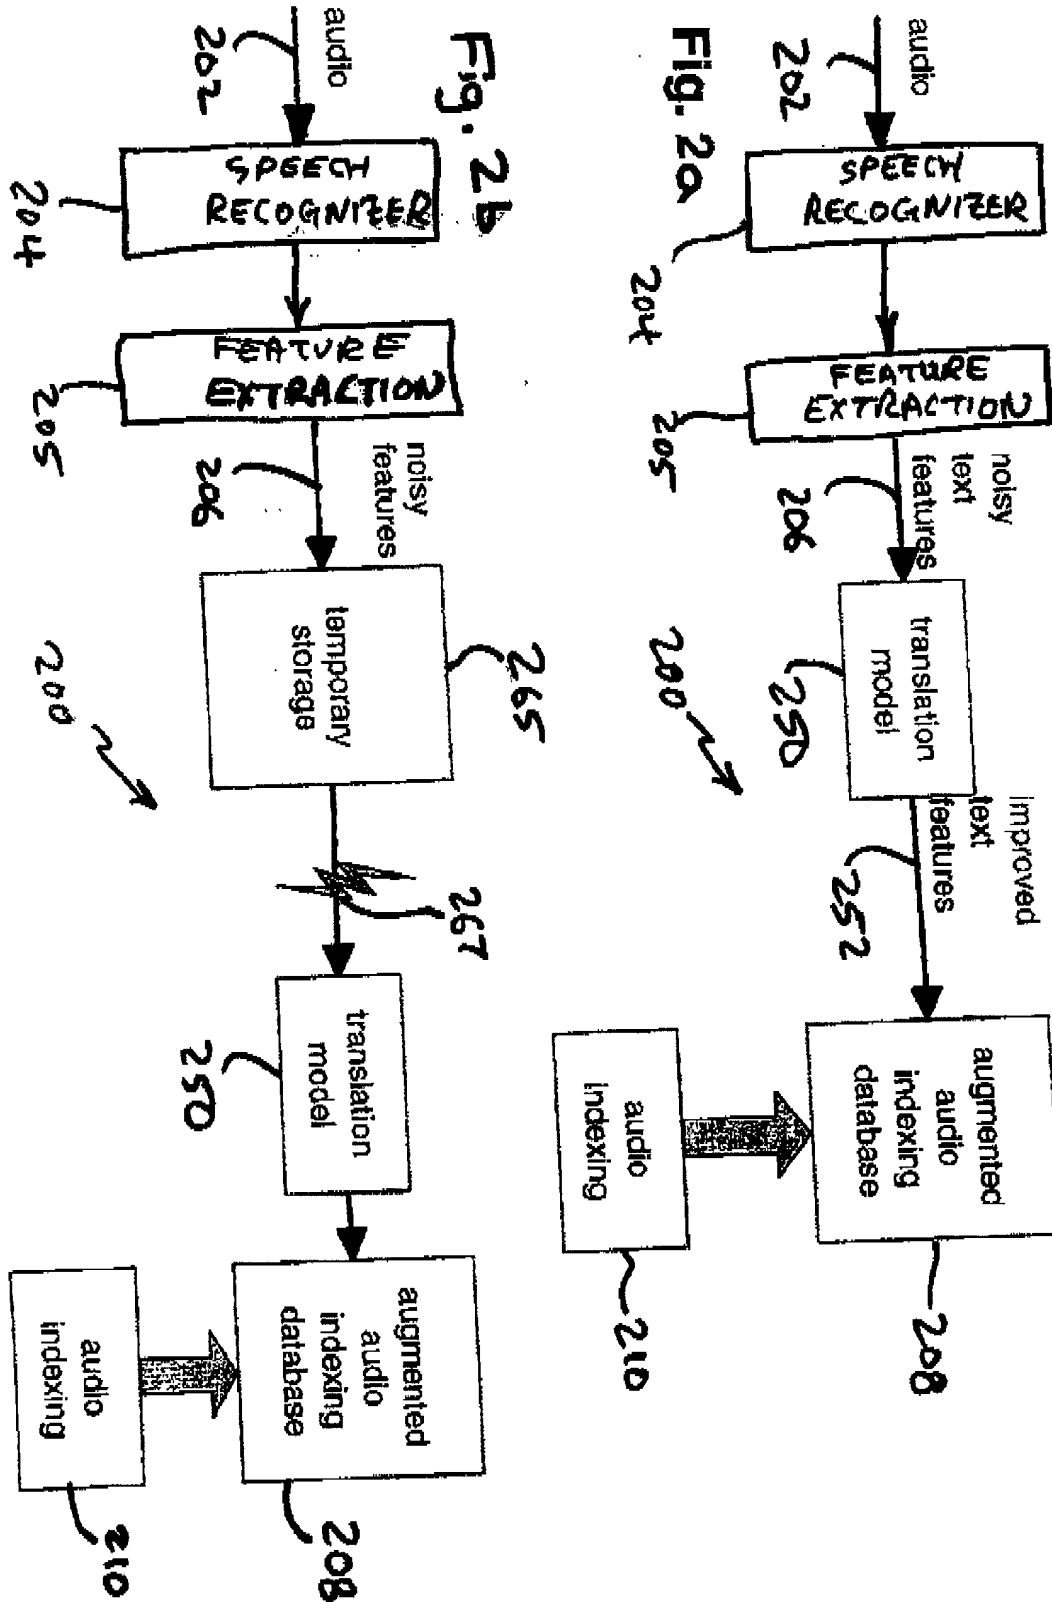 audio
202
SPEECH
RECOGNIZER
204
FEATURE
EXTRACTION
205
noisy
text
features
206
translation
model
250
improved
text
features
252
augmented
audio
indexing
database
208
audio
indexing
210
200
Fig. 2a
audio
202
SPEECH
RECOGNIZER
204
FEATURE
EXTRACTION
205
noisy
features
206
temporary
storage
265
267
translation
model
250
augmented
audio
indexing
database
208
audio
indexing
210
200
Fig. 2b